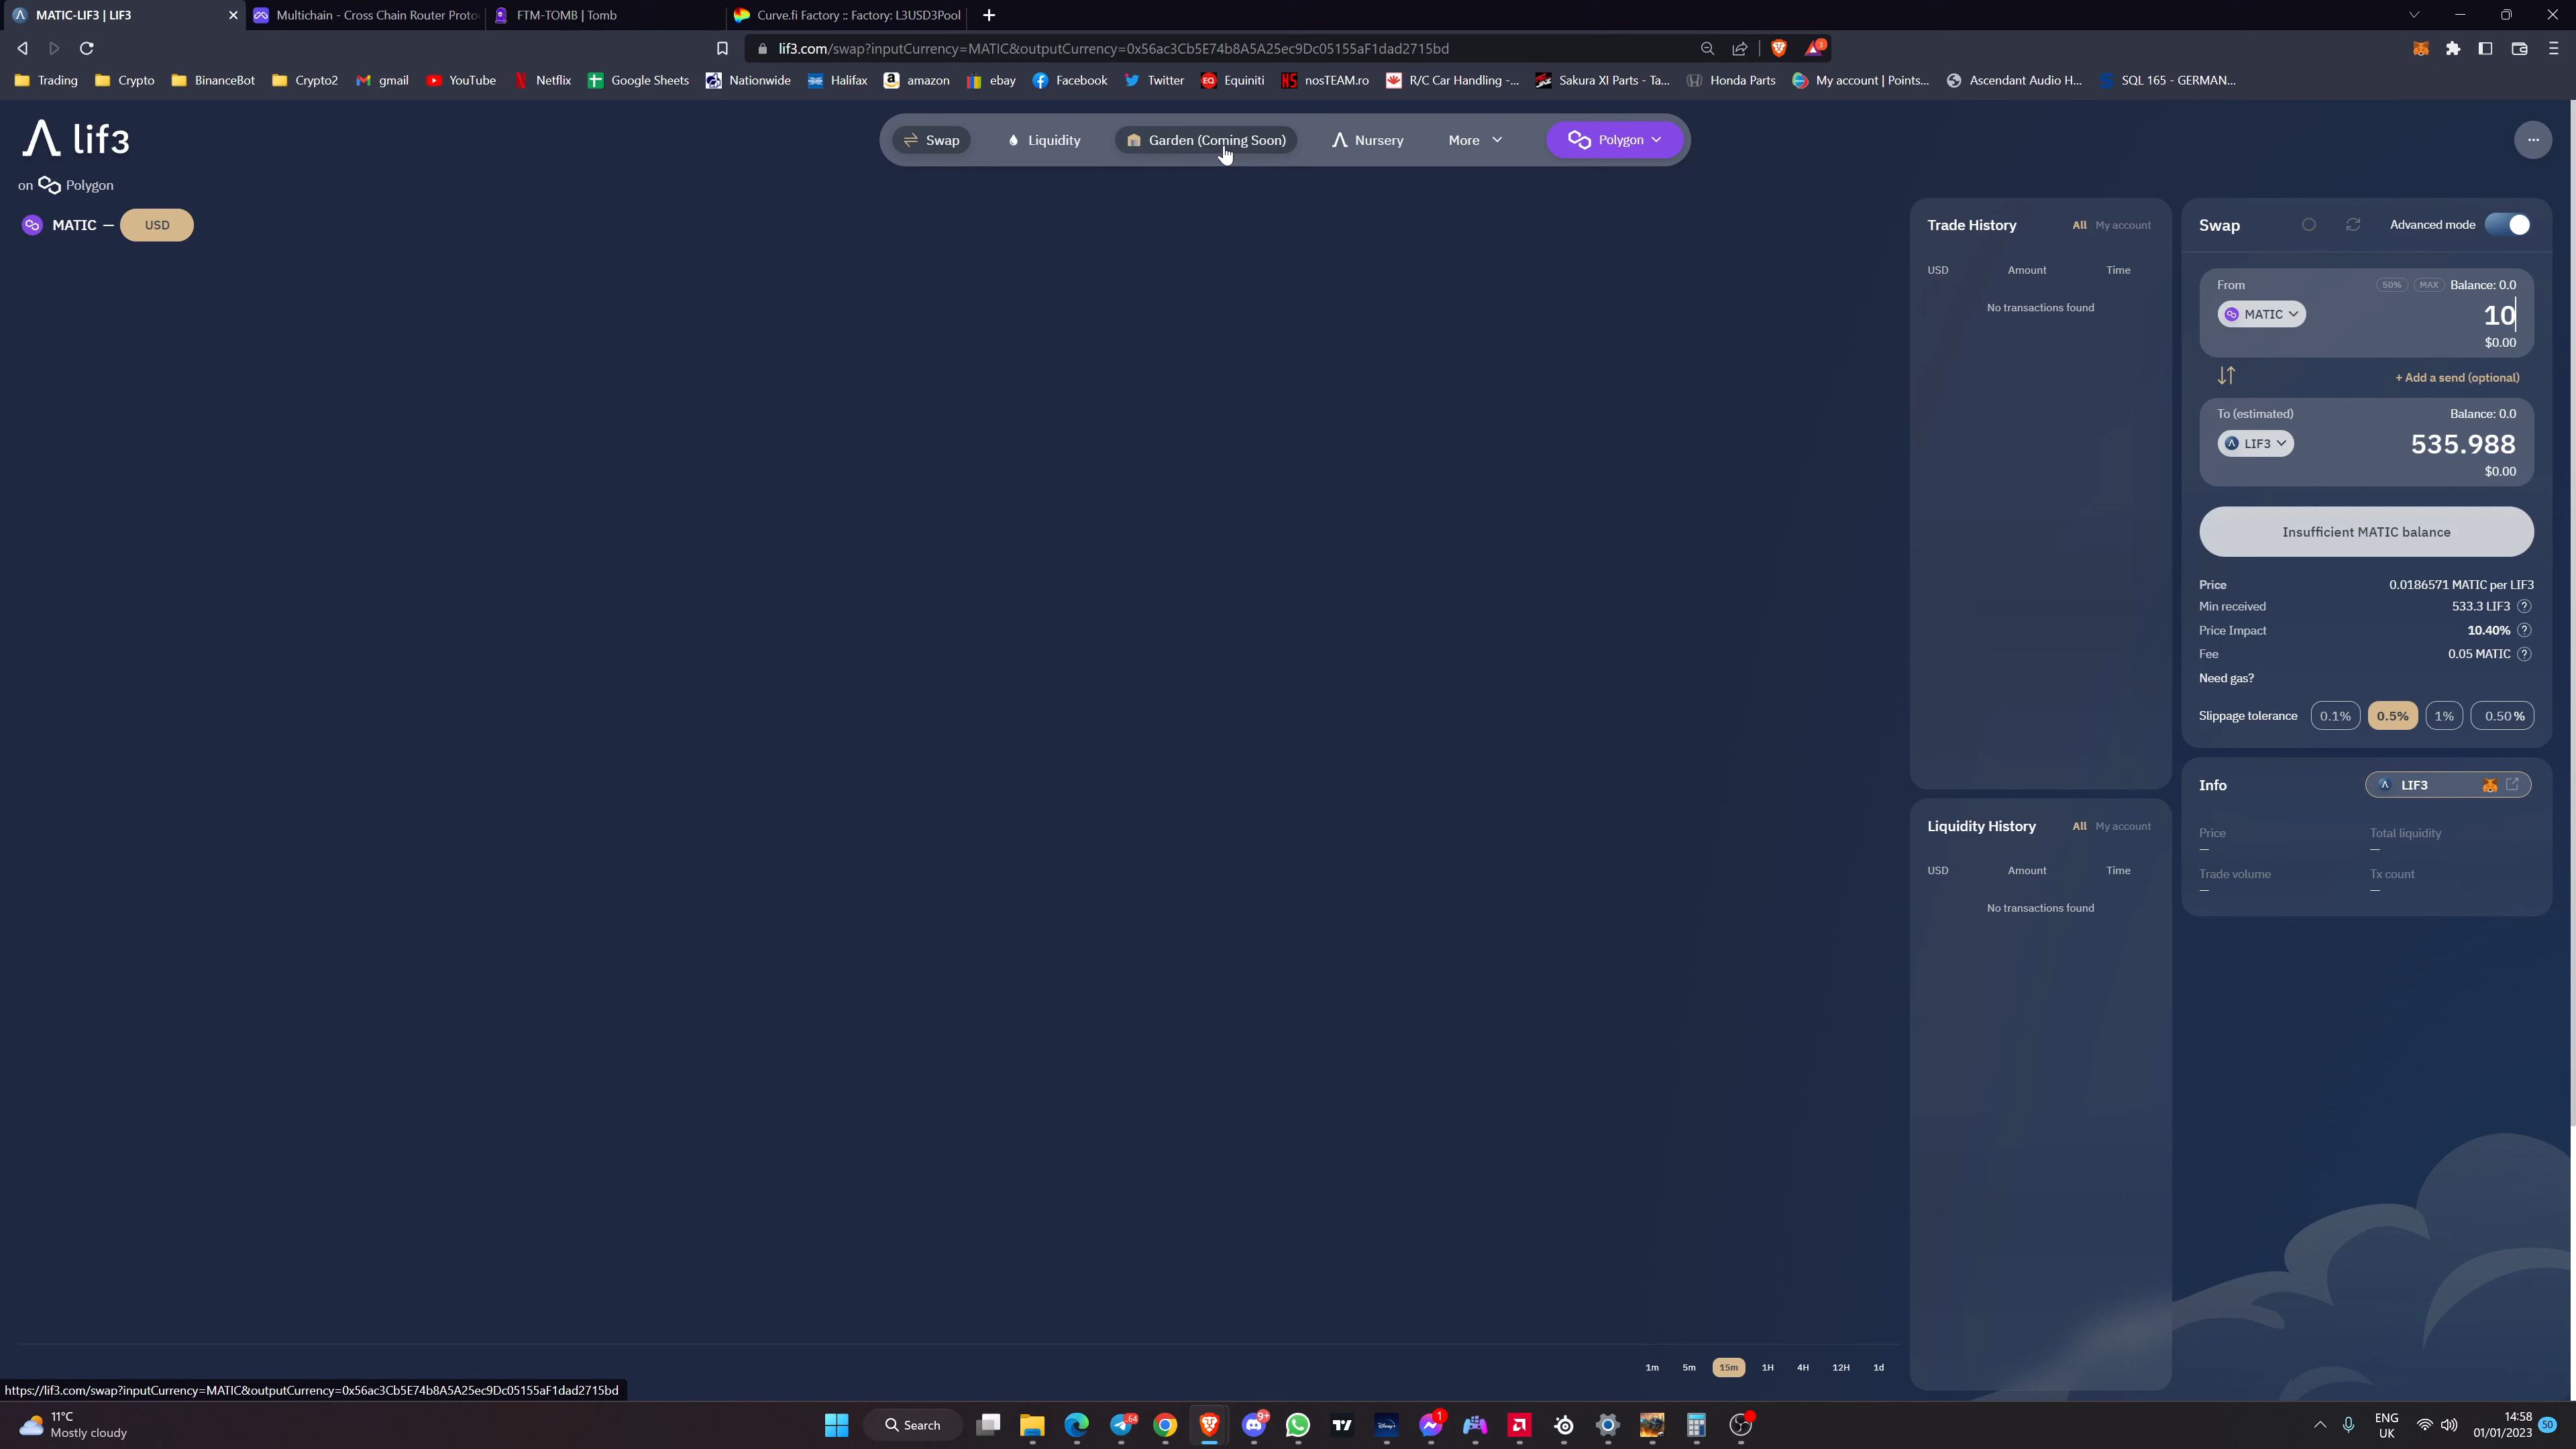 MATIC-LIF3 | LIF3
Multichain - Cross Chain Router Proto
FTM-TOMB | Tomb
Curve.fi Factory :: Factory: L3USD3Pool
lif3.com/swap?inputCurrency=MATIC&outputCurrency=0x56ac3Cb5E74b8A5A25ec9Dc05155aF1dad2715bd
3
Trading
Crypto
BinanceBot
Crypto2
gmail
YouTube
Netflix
Google Sheets
Nationwide
Halifax
amazon
ebay
Facebook
Twitter
EQ
Equiniti
NS
nosTEAM.ro
R/C Car Handling -...
Sakura XI Parts - Ta...
Honda Parts
My account | Points...
Ascendant Audio H...
SQL 165 - GERMAN...
lif3
Swap
Liquidity
Garden (Coming Soon)
Nursery
More
Polygon
on Polygon
MATIC — USD
Trade History
All My account
USD Amount Time
No transactions found
Swap
Advanced mode
From
50% MAX Balance: 0.0
MATIC
10
$0.00
+ Add a send (optional)
To (estimated)
Balance: 0.0
LIF3
535.988
$0.00
Insufficient MATIC balance
Price 0.0186571 MATIC per LIF3
Min received 533.3 LIF3 ?
Price Impact 10.40% ?
Fee 0.05 MATIC ?
Need gas?
Slippage tolerance 0.1% 0.5% 1% 0.50 %
Info
LIF3
Price
—
Total liquidity
—
Trade volume
—
Tx count
—
Liquidity History
All My account
USD Amount Time
No transactions found
1m 5m 15m 1H 4H 12H 1d
https://lif3.com/swap?inputCurrency=MATIC&outputCurrency=0x56ac3Cb5E74b8A5A25ec9Dc05155aF1dad2715bd
11°C
Mostly cloudy
Search
64
9+
Disney+
1
ENG
UK
14:58
01/01/2023
50